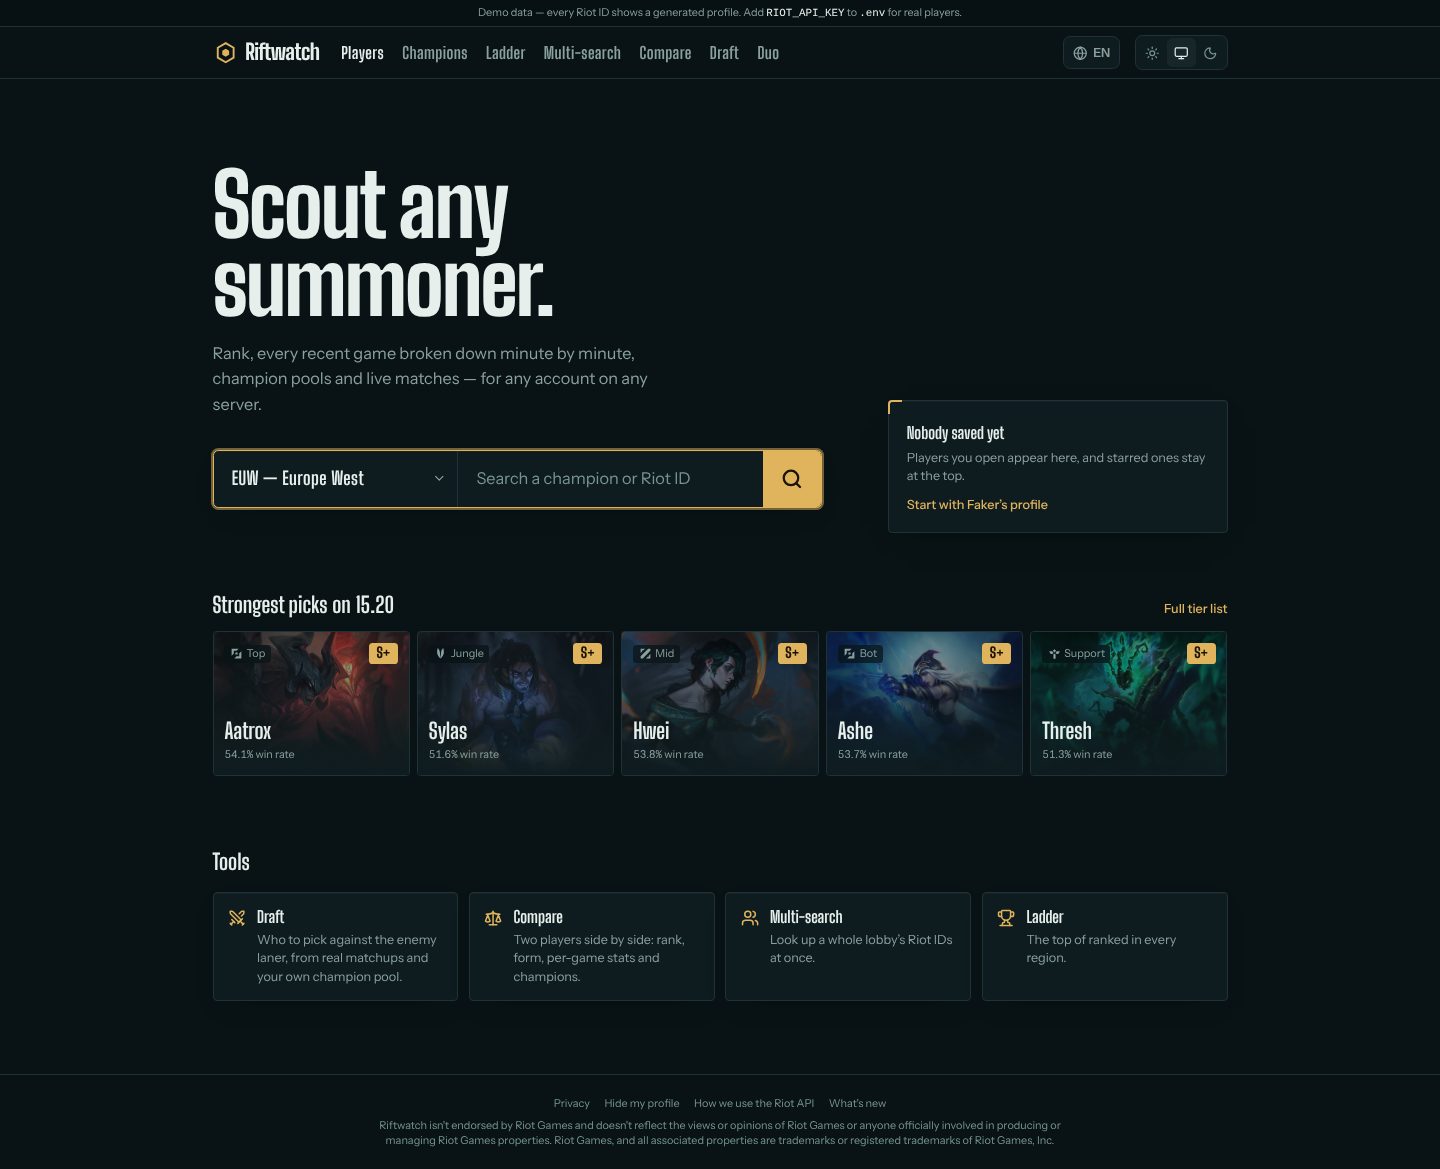 Demo data — every Riot ID shows a generated profile. Add RIOT_API_KEY to .env for real players.
Riftwatch Players Champions Ladder Multi-search Compare Draft Duo EN
Scout any
summoner.
Rank, every recent game broken down minute by minute,
champion pools and live matches — for any account on any
server.
EUW — Europe West Search a champion or Riot ID
Nobody saved yet
Players you open appear here, and starred ones stay
at the top.
Start with Faker’s profile
Strongest picks on 15.20 Full tier list
Top S+ Jungle S+ Mid S+ Bot S+ Support S+
Aatrox Sylas Hwei Ashe Thresh
54.1% win rate 51.6% win rate 53.8% win rate 53.7% win rate 51.3% win rate
Tools
Draft
Who to pick against the enemy
laner, from real matchups and
your own champion pool.
Compare
Two players side by side: rank,
form, per-game stats and
champions.
Multi-search
Look up a whole lobby’s Riot IDs
at once.
Ladder
The top of ranked in every
region.
Privacy Hide my profile How we use the Riot API What’s new
Riftwatch isn’t endorsed by Riot Games and doesn’t reflect the views or opinions of Riot Games or anyone officially involved in producing or
managing Riot Games properties. Riot Games, and all associated properties are trademarks or registered trademarks of Riot Games, Inc.